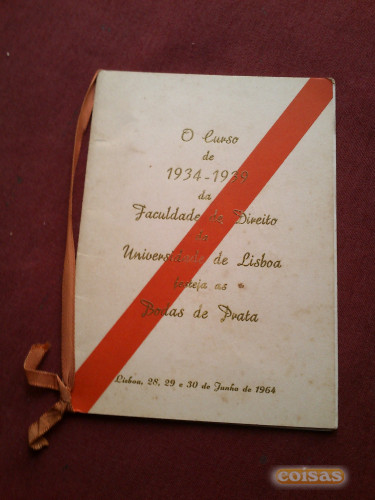 O Curso
de
1934-1939
da
Faculdade de Direito
da
Universidade de Lisboa
festeja as
Bodas de Prata
Lisboa, 28, 29 e 30 de Junho de 1964
coisas